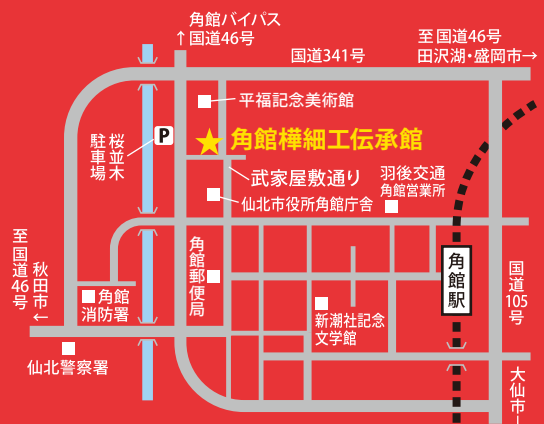 角館バイパス
↑国道46号
国道341号
至 国道46号
田沢湖・盛岡市→
平福記念美術館
P
桜並木
駐車場
★角館樺細工伝承館
武家屋敷通り
羽後交通
角館営業所
仙北市役所角館庁舎
至国道46号
秋田市←
角館郵便局
角館駅
国道105号
角館
消防署
新潮社記念
文学館
仙北警察署
大仙市→